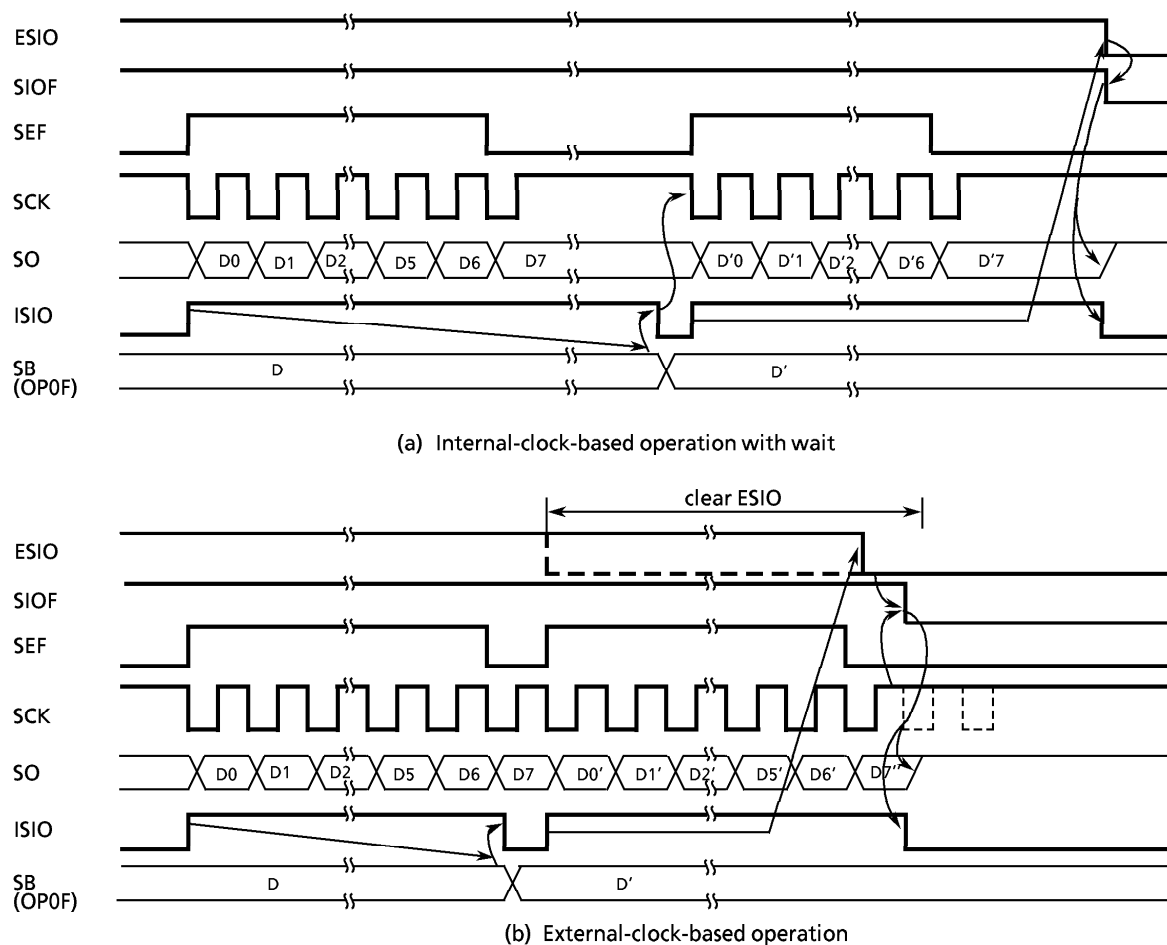 ESIO
SIOF
SEF
SCK
SO D0 D1 D2 D5 D6 D7 D'0 D'1 D'2 D'6 D'7
ISIO
SB
(OP0F) D D'
(a) Internal-clock-based operation with wait
clear ESIO
ESIO
SIOF
SEF
SCK
SO D0 D1 D2 D5 D6 D7 D0' D1' D2' D5' D6' D7'
ISIO
SB
(OP0F) D D'
(b) External-clock-based operation